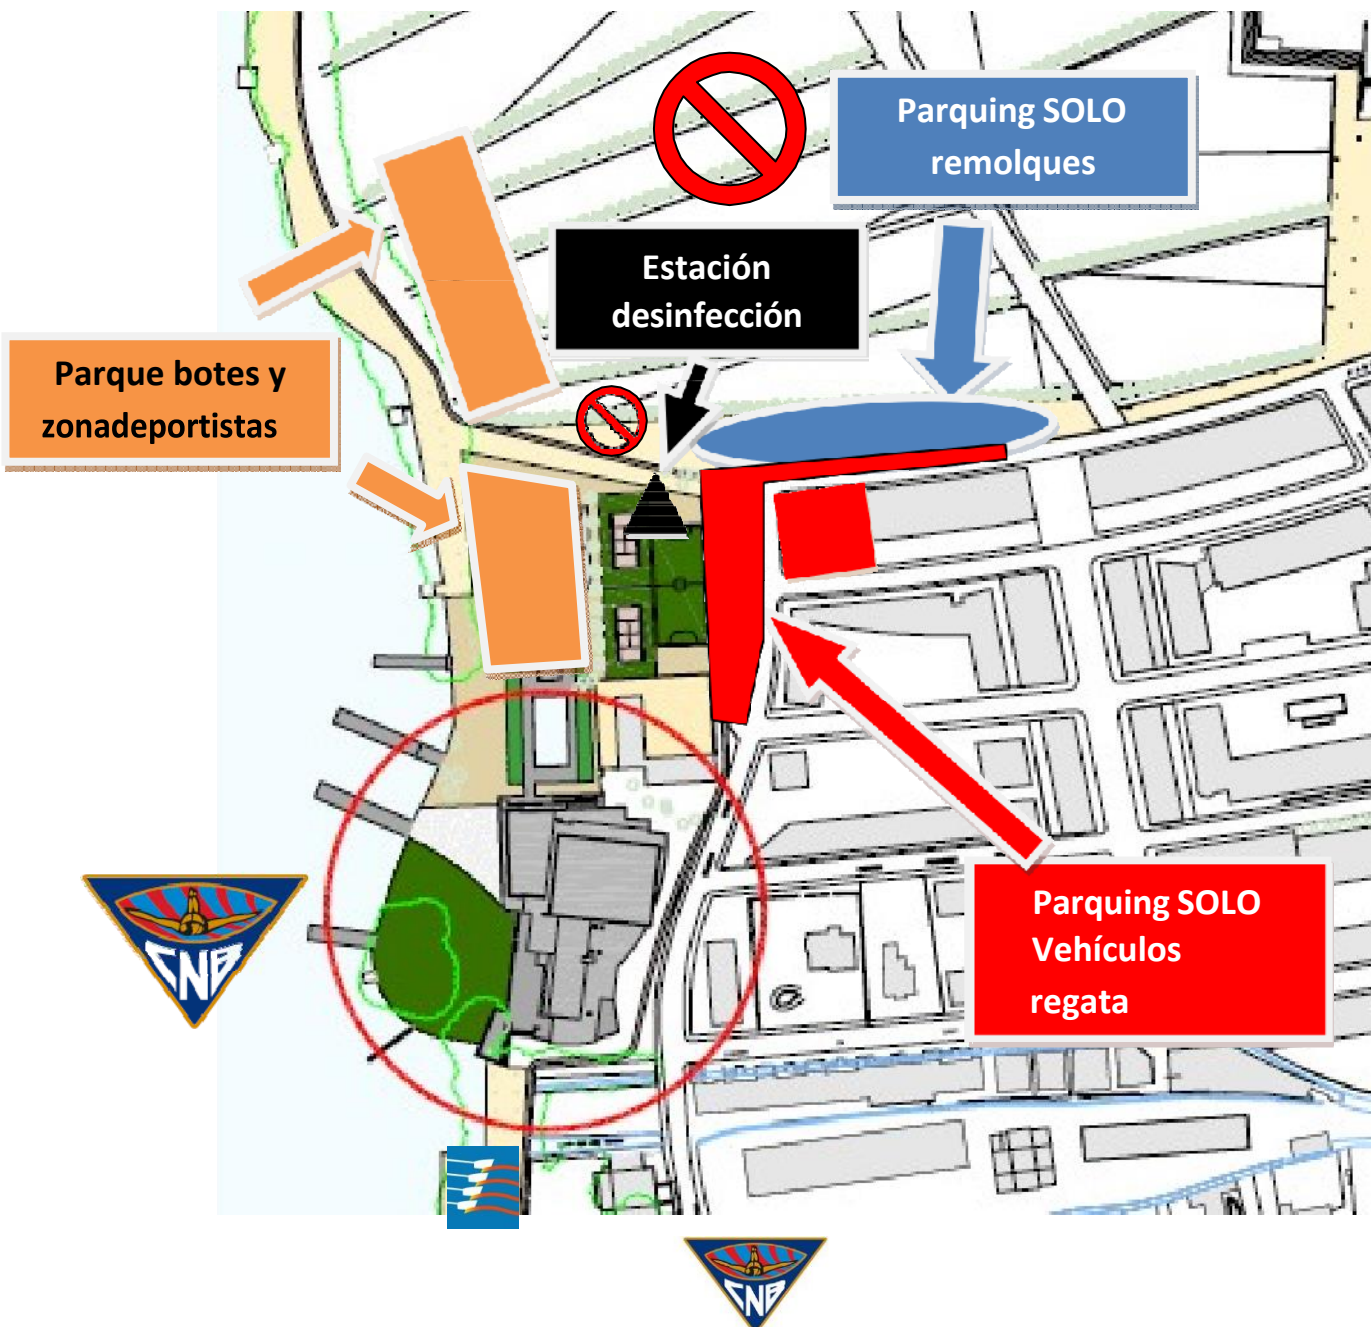 Parquing SOLO
remolques
Estación
desinfección
Parque botes y
zonadeportistas
Parquing SOLO
Vehículos
regata
CNB
CNB